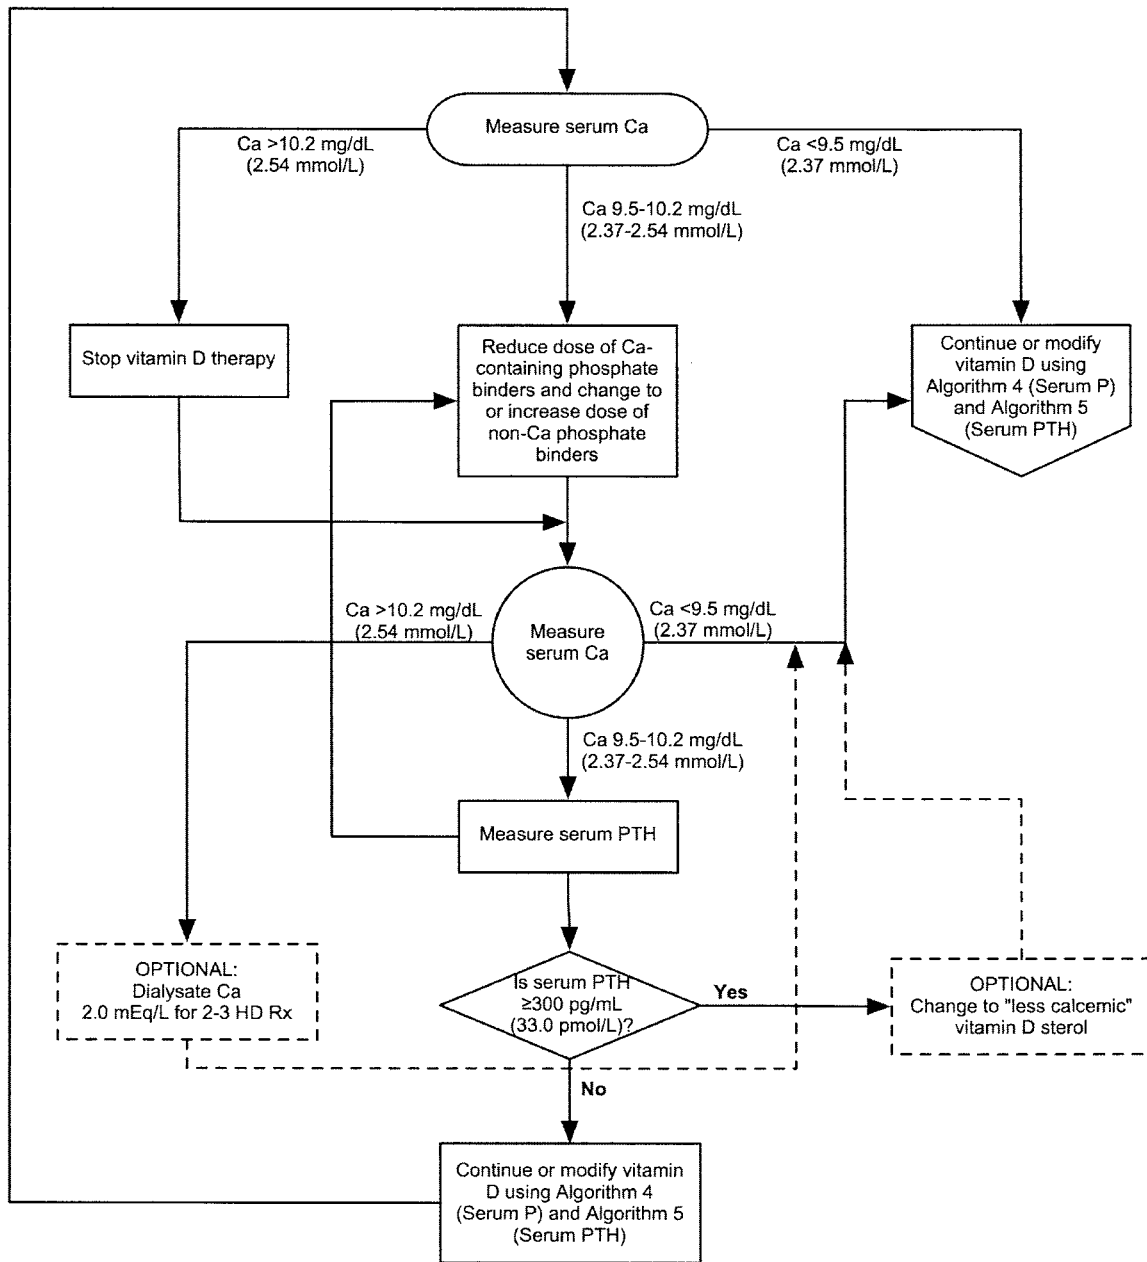 Measure serum Ca
Ca >10.2 mg/dL
(2.54 mmol/L)
Ca <9.5 mg/dL
(2.37 mmol/L)
Ca 9.5-10.2 mg/dL
(2.37-2.54 mmol/L)
Stop vitamin D therapy
Reduce dose of Ca-
containing phosphate
binders and change to
or increase dose of
non-Ca phosphate
binders
Continue or modify
vitamin D using
Algorithm 4 (Serum P)
and Algorithm 5
(Serum PTH)
Ca >10.2 mg/dL
(2.54 mmol/L)
Measure
serum Ca
Ca <9.5 mg/dL
(2.37 mmol/L)
Ca 9.5-10.2 mg/dL
(2.37-2.54 mmol/L)
Measure serum PTH
OPTIONAL:
Dialysate Ca
2.0 mEq/L for 2-3 HD Rx
Is serum PTH
≥300 pg/mL
(33.0 pmol/L)?
Yes
OPTIONAL:
Change to "less calcemic"
vitamin D sterol
No
Continue or modify vitamin
D using Algorithm 4
(Serum P) and Algorithm 5
(Serum PTH)